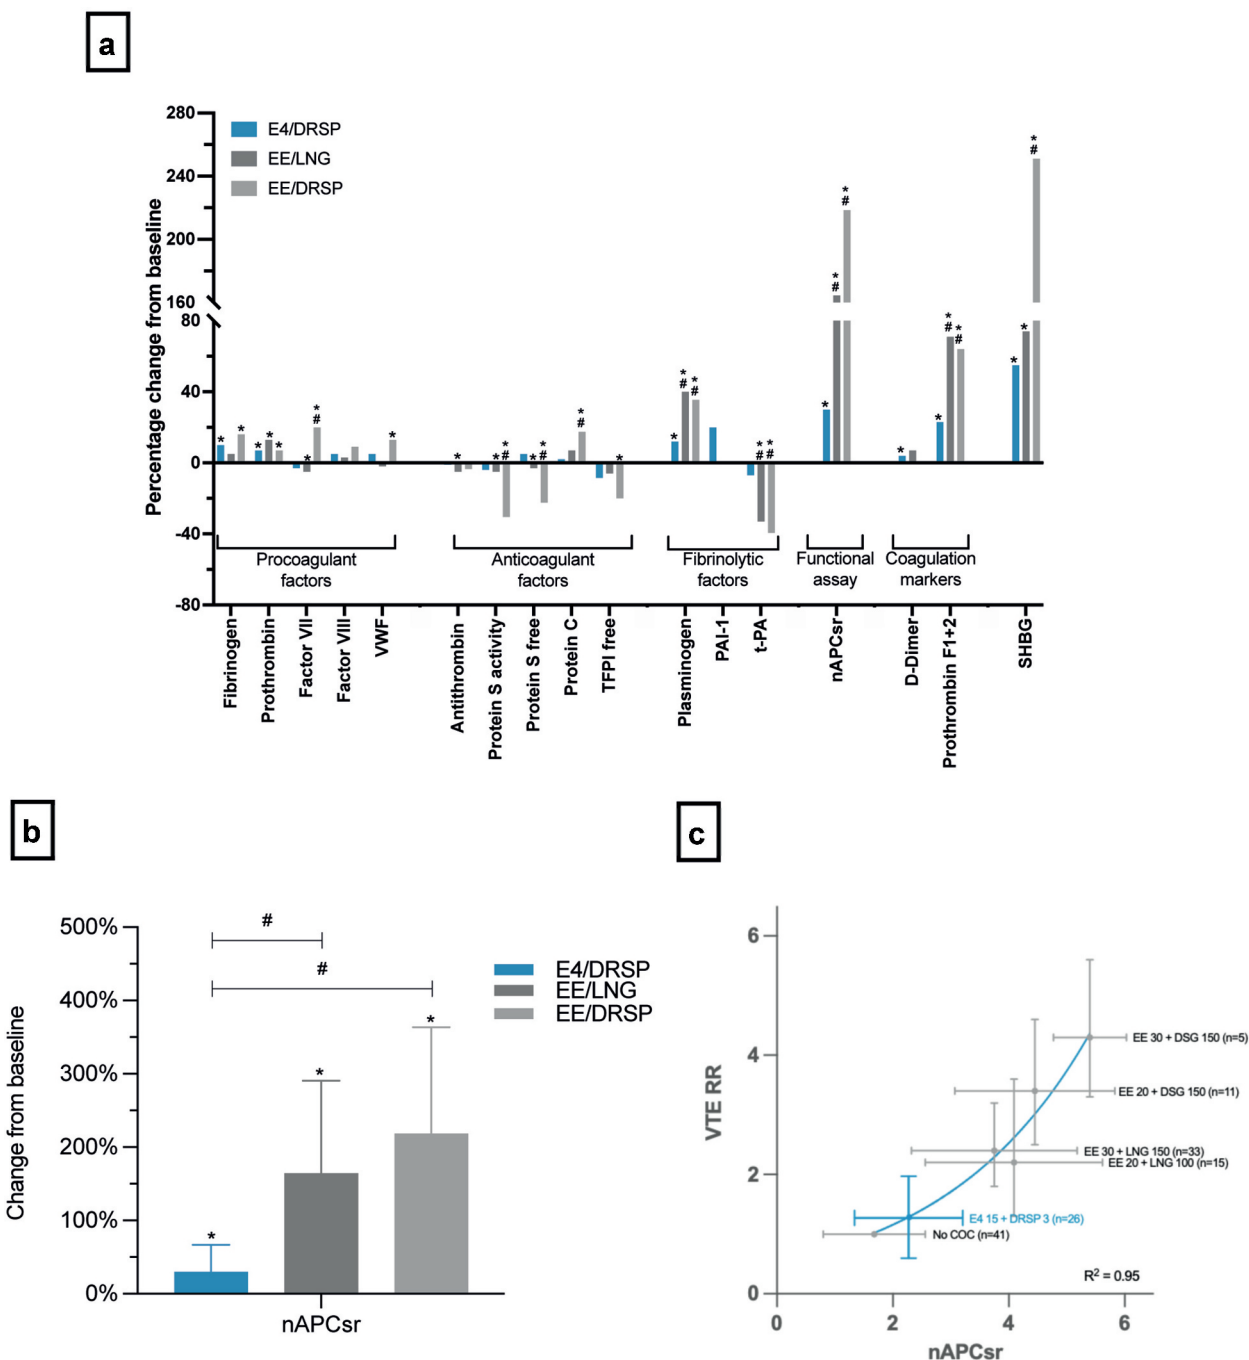 a
280
240
200
160
80
40
0
-40
-80
Percentage change from baseline
E4/DRSP
EE/LNG
EE/DRSP
* * * * * * # * * * * * # * * # * # * * * # * # * # * # * * # * # * * * # * # * * * #
Procoagulant
factors
Anticoagulant
factors
Fibrinolytic
factors
Functional
assay
Coagulation
markers
Fibrinogen
Prothrombin
Factor VII
Factor VIII
VWF
Antithrombin
Protein S activity
Protein S free
Protein C
TFPI free
Plasminogen
PAI-1
t-PA
nAPCsr
D-Dimer
Prothrombin F1+2
SHBG
b
500%
400%
300%
200%
100%
0%
Change from baseline
#
#
*
*
*
E4/DRSP
EE/LNG
EE/DRSP
nAPCsr
c
6
4
2
0
VTE RR
EE 30 + DSG 150 (n=5)
EE 20 + DSG 150 (n=11)
EE 30 + LNG 150 (n=33)
EE 20 + LNG 100 (n=15)
E4 15 + DRSP 3 (n=26)
No COC (n=41)
R² = 0.95
0 2 4 6
nAPCsr